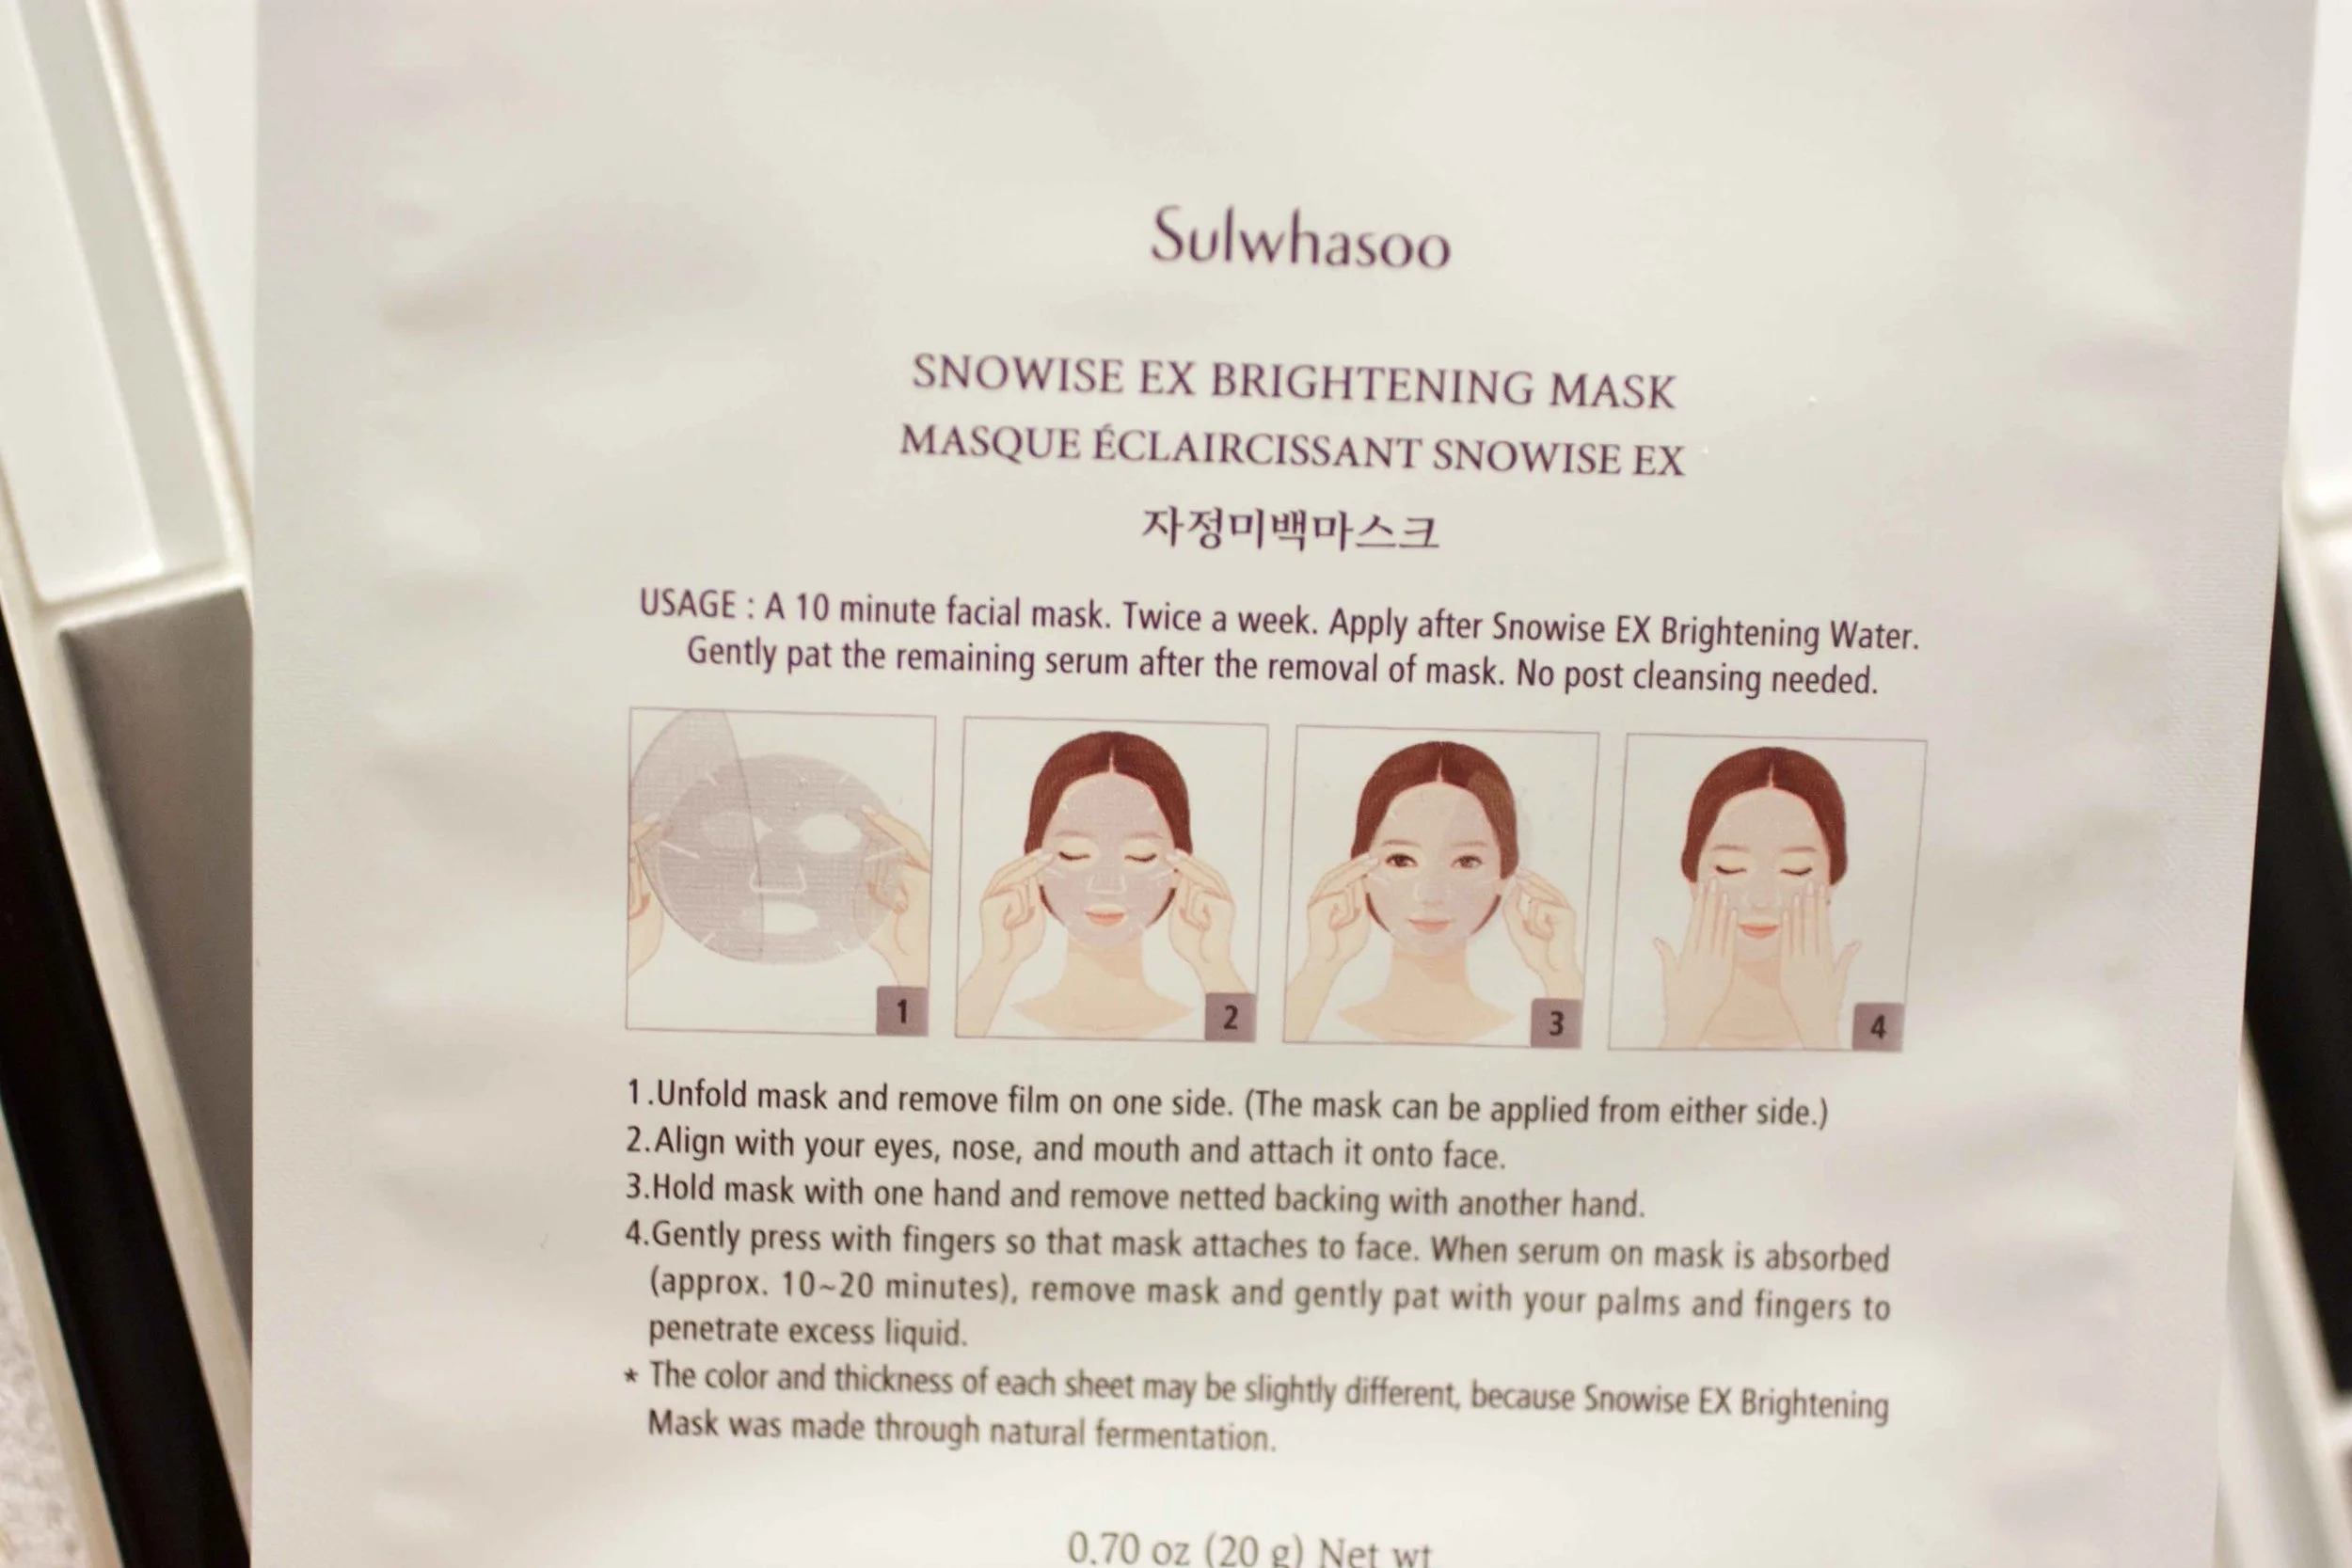 Sulwhasoo
SNOWISE EX BRIGHTENING MASK
MASQUE ÉCLAIRCISSANT SNOWISE EX
자정미백마스크
USAGE : A 10 minute facial mask. Twice a week. Apply after Snowise EX Brightening Water.
Gently pat the remaining serum after the removal of mask. No post cleansing needed.
1
2
3
4
1.Unfold mask and remove film on one side. (The mask can be applied from either side.)
2.Align with your eyes, nose, and mouth and attach it onto face.
3.Hold mask with one hand and remove netted backing with another hand.
4.Gently press with fingers so that mask attaches to face. When serum on mask is absorbed
(approx. 10~20 minutes), remove mask and gently pat with your palms and fingers to
penetrate excess liquid.
* The color and thickness of each sheet may be slightly different, because Snowise EX Brightening
Mask was made through natural fermentation.
0.70 oz (20 g) Net wt